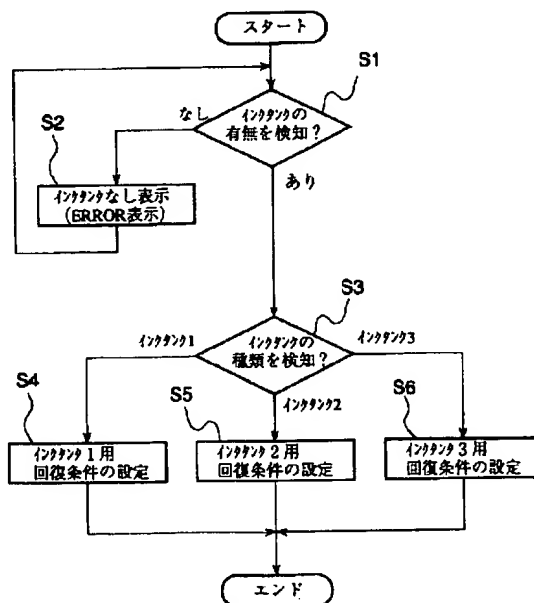 スタート
S1
インクタンクの
有無を検知?
なし
あり
S2
インクタンクなし表示
(ERROR表示)
S3
インクタンクの
種類を検知?
インクタンク1
インクタンク3
インクタンク2
S4
インクタンク1用
回復条件の設定
S5
インクタンク2用
回復条件の設定
S6
インクタンク3用
回復条件の設定
エンド